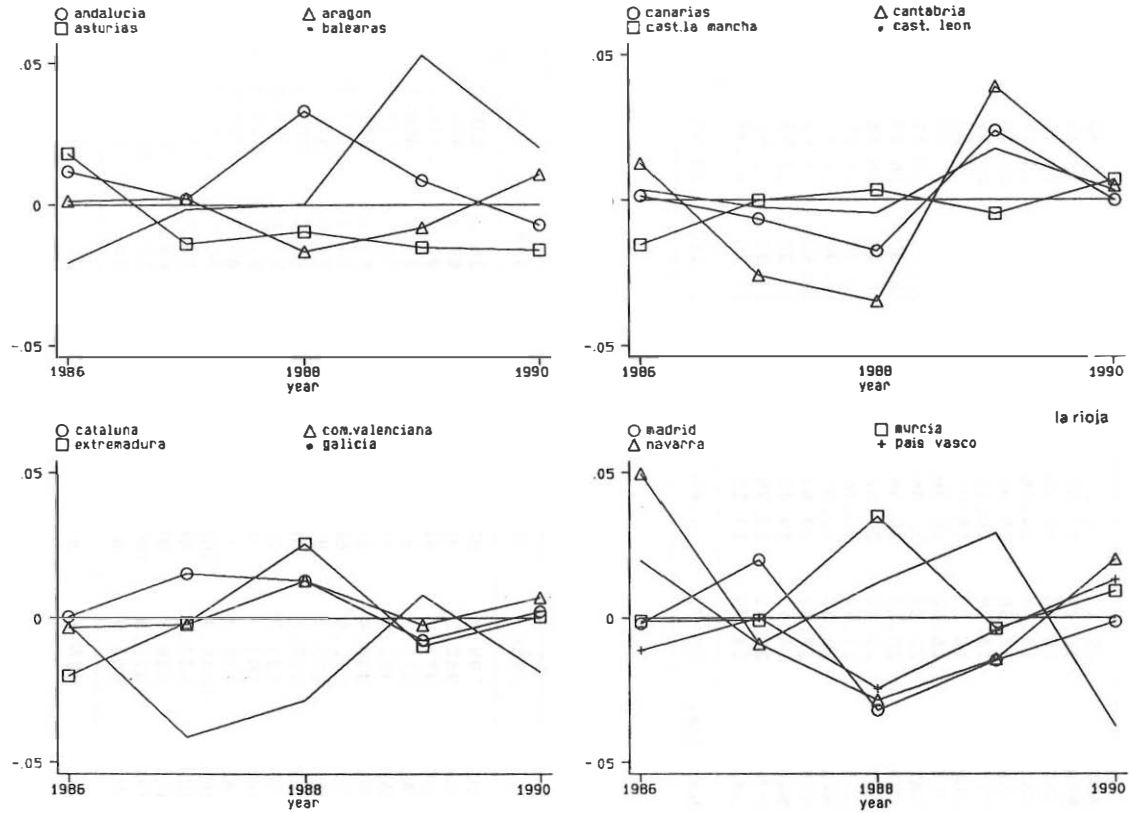 andalucia aragon
asturias balearas
.05
0
-.05
1986 1988 1990
year
canarias cantabria
cast.la mancha cast. leon
.05
0
-.05
1986 1988 1990
year
cataluna com.valenciana
extremadura galicia
.05
0
-.05
1986 1988 1990
year
la rioja
madrid murcia
navarra pais vasco
.05
0
-.05
1986 1988 1990
year